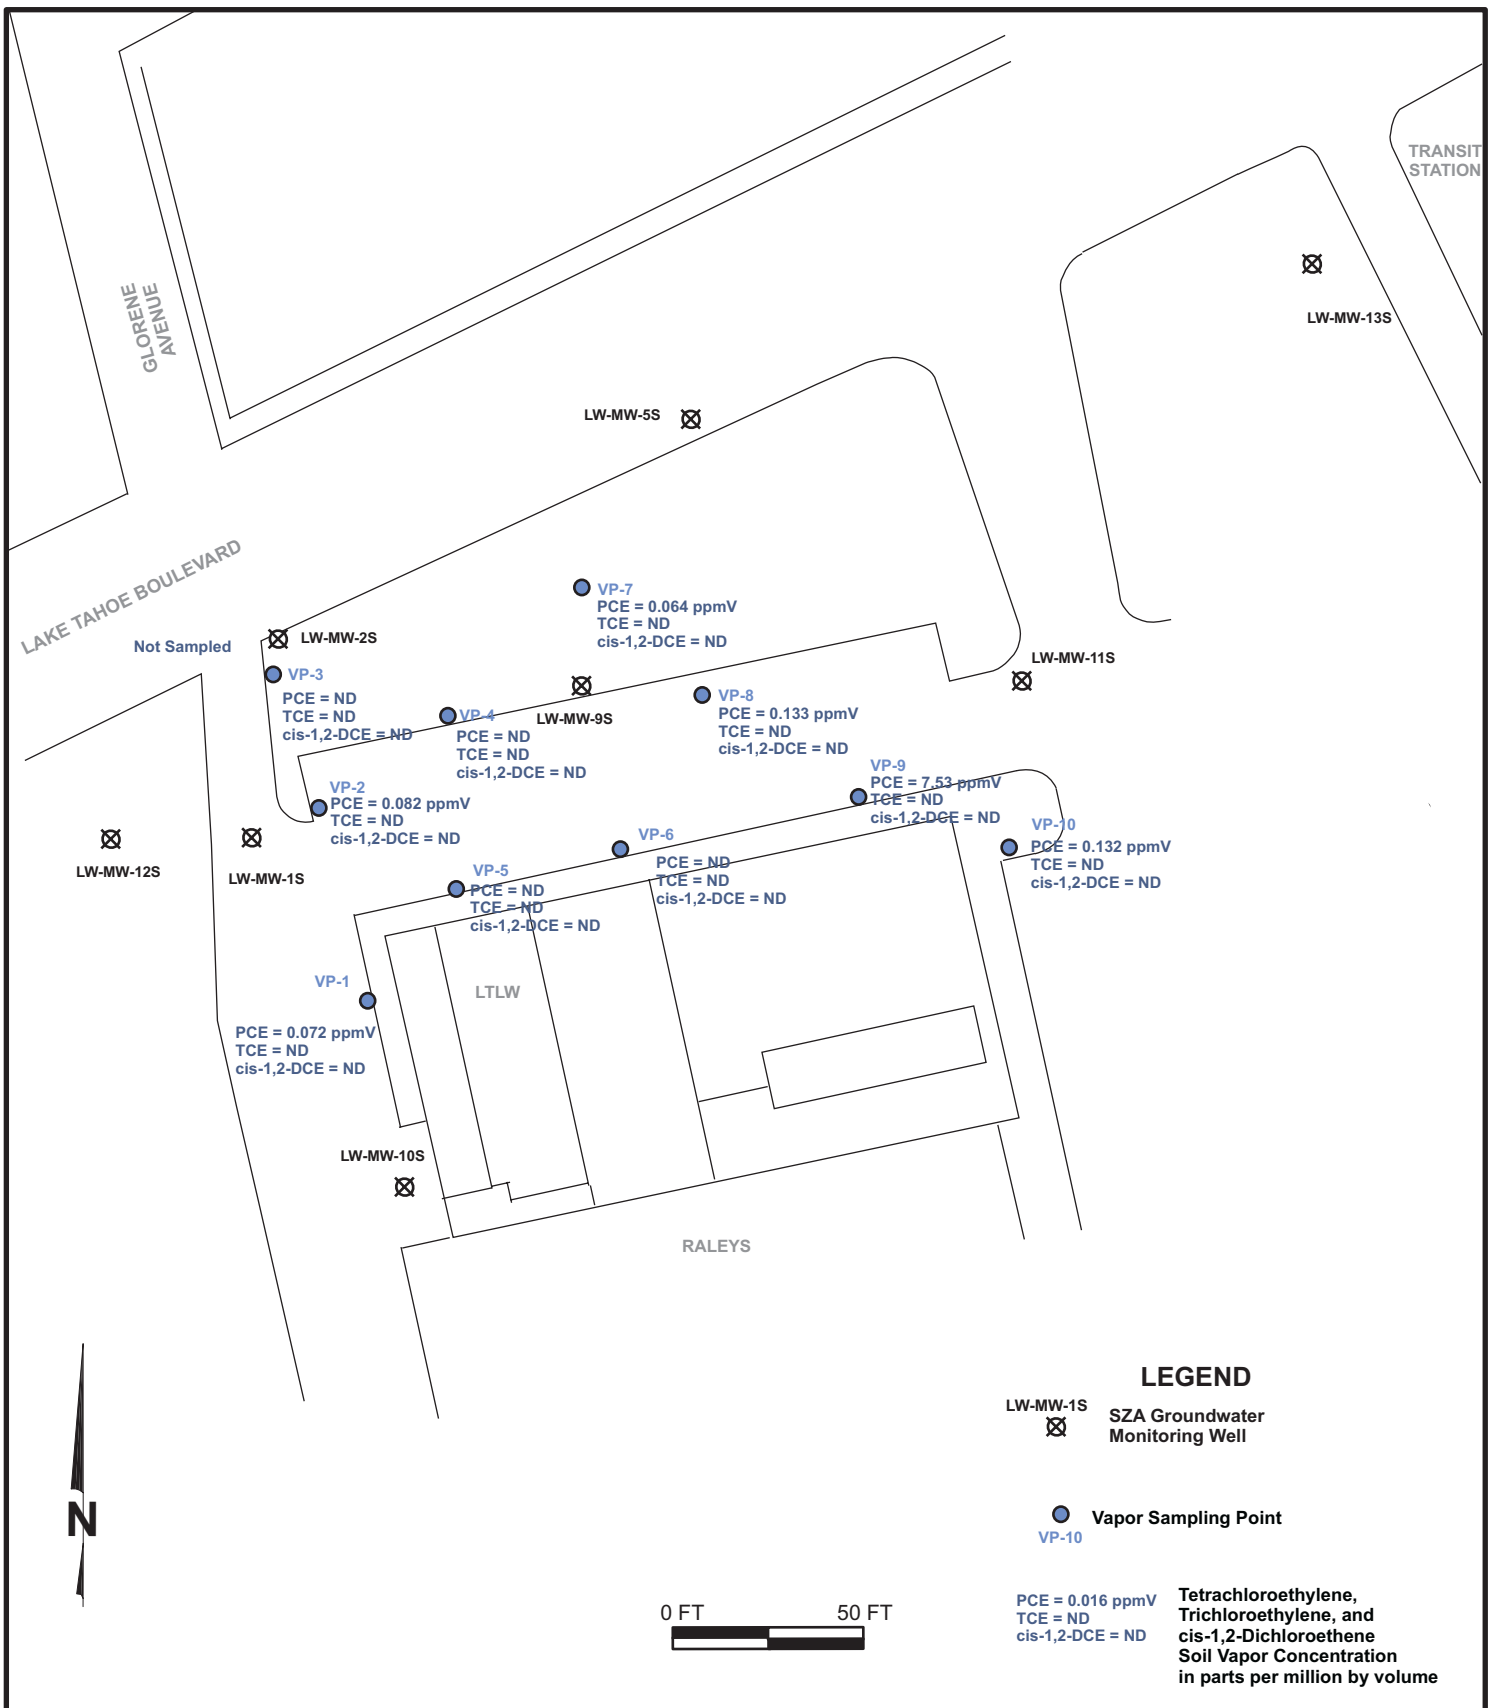 TRANSIT
STATION
GLORENE
AVENUE
LW-MW-13S
LW-MW-5S
LAKE TAHOE BOULEVARD
Not Sampled
LW-MW-2S
VP-7
PCE = 0.064 ppmV
TCE = ND
cis-1,2-DCE = ND
LW-MW-11S
VP-3
PCE = ND
TCE = ND
cis-1,2-DCE = ND
VP-4
PCE = ND
TCE = ND
cis-1,2-DCE = ND
LW-MW-9S
VP-8
PCE = 0.133 ppmV
TCE = ND
cis-1,2-DCE = ND
VP-2
PCE = 0.082 ppmV
TCE = ND
cis-1,2-DCE = ND
VP-9
PCE = 7.53 ppmV
TCE = ND
cis-1,2-DCE = ND
VP-10
PCE = 0.132 ppmV
TCE = ND
cis-1,2-DCE = ND
LW-MW-12S
LW-MW-1S
VP-5
PCE = ND
TCE = ND
cis-1,2-DCE = ND
VP-6
PCE = ND
TCE = ND
cis-1,2-DCE = ND
VP-1
PCE = 0.072 ppmV
TCE = ND
cis-1,2-DCE = ND
LTLW
LW-MW-10S
RALEYS
N
LEGEND
LW-MW-1S
SZA Groundwater
Monitoring Well
Vapor Sampling Point
VP-10
0 FT
50 FT
PCE = 0.016 ppmV
TCE = ND
cis-1,2-DCE = ND
Tetrachloroethylene,
Trichloroethylene, and
cis-1,2-Dichloroethene
Soil Vapor Concentration
in parts per million by volume